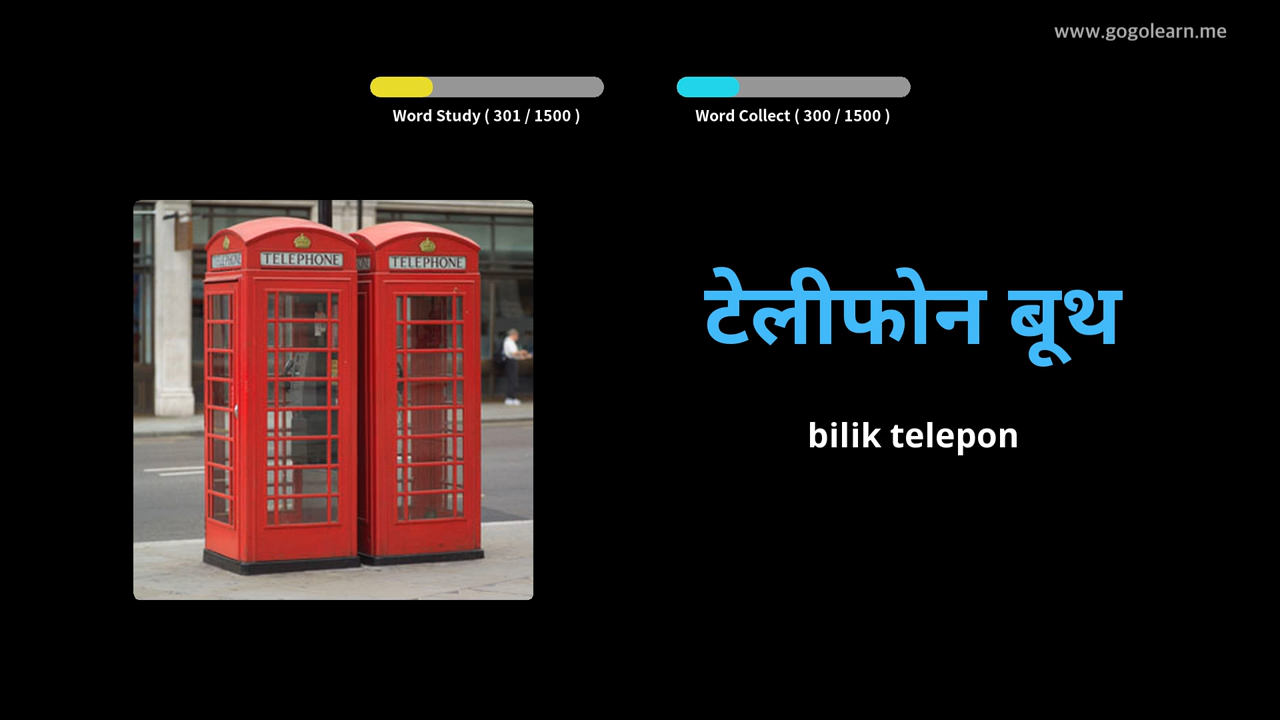 www.gogolearn.me
Word Study ( 301 / 1500 )
Word Collect ( 300 / 1500 )
TELEPHONE
TELEPHONE
टेलीफोन बूथ
bilik telepon